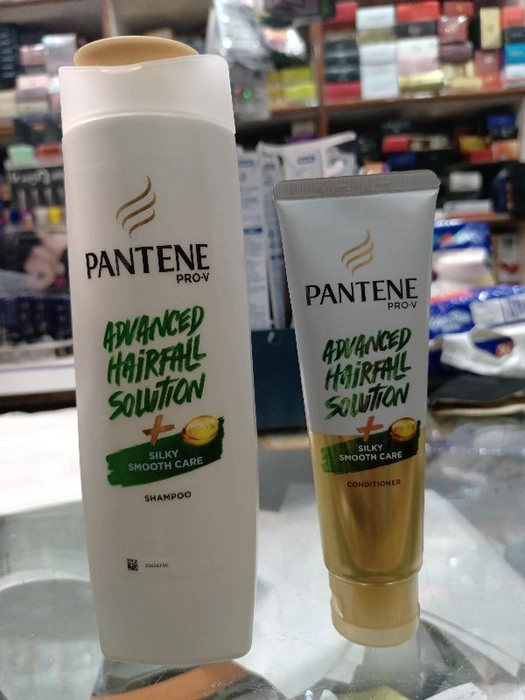 PANTENE
PRO-V
ADVANCED
HAIRFALL
SOLUTION
+
SILKY
SMOOTH CARE
SHAMPOO
PANTENE
PRO-V
ADVANCED
HAIRFALL
SOLUTION
+
SILKY
SMOOTH CARE
CONDITIONER